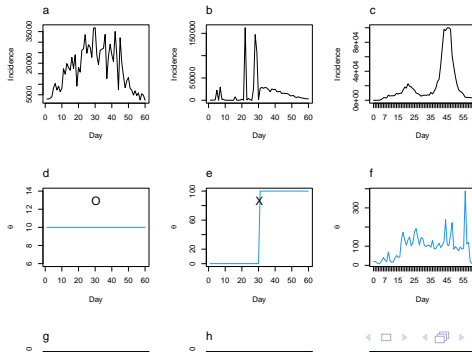 a
b
c
Incidence
5000
20000
35000
0 10 20 30 40 50 60
Day
Incidence
0
50000
150000
0 10 20 30 40 50 60
Day
Incidence
0e+00
4e+04
8e+04
0 7 15 25 35 45 55
Day
d
e
f
θ
6 8 10 12 14
O
0 10 20 30 40 50 60
Day
θ
0 20 40 60 80 100
X
0 10 20 30 40 50 60
Day
θ
0 100 300
0 7 15 25 35 45 55
Day
g
h
0
0